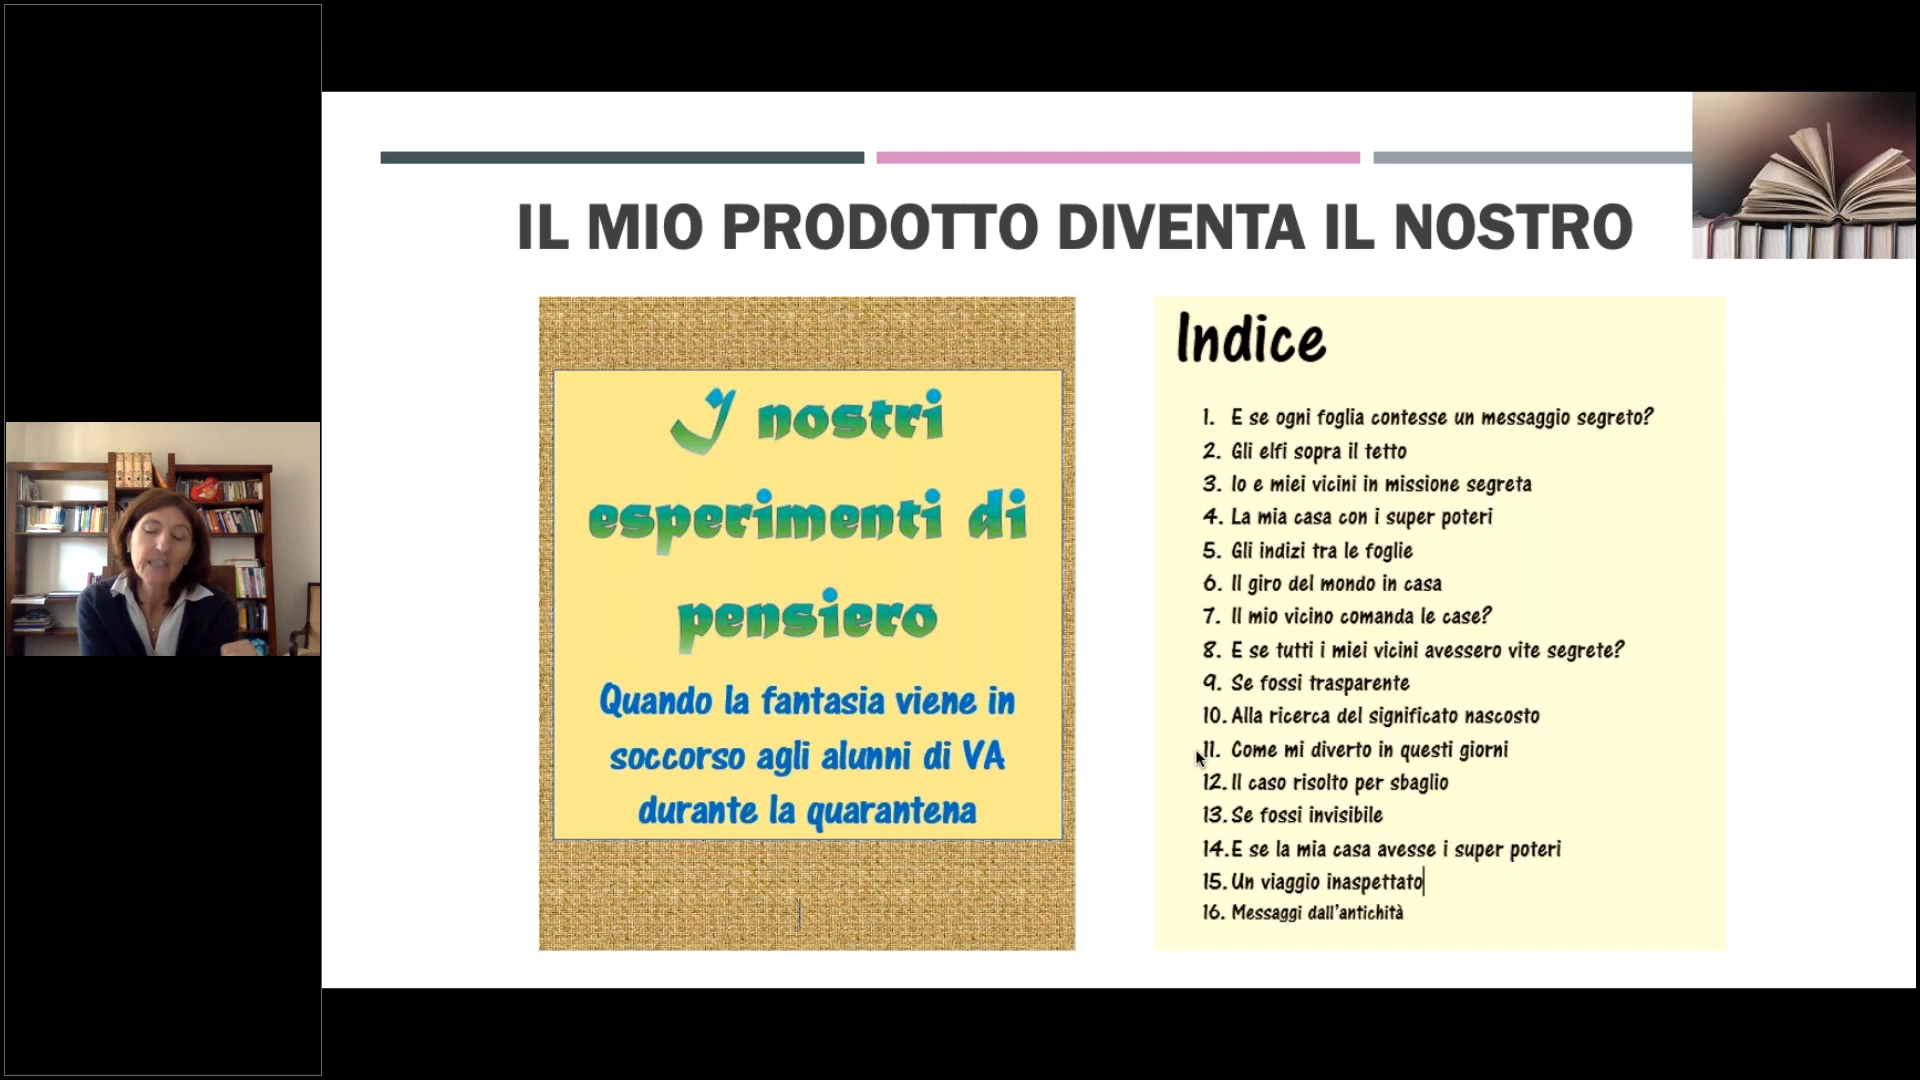 IL MIO PRODOTTO DIVENTA IL NOSTRO
I nostri
esperimenti di
pensiero
Quando la fantasia viene in
soccorso agli alunni di VA
durante la quarantena
Indice
1. E se ogni foglia contesse un messaggio segreto?
2. Gli elfi sopra il tetto
3. Io e miei vicini in missione segreta
4. La mia casa con i super poteri
5. Gli indizi tra le foglie
6. Il giro del mondo in casa
7. Il mio vicino comanda le case?
8. E se tutti i miei vicini avessero vite segrete?
9. Se fossi trasparente
10. Alla ricerca del significato nascosto
11. Come mi diverto in questi giorni
12. Il caso risolto per sbaglio
13. Se fossi invisibile
14. E se la mia casa avesse i super poteri
15. Un viaggio inaspettato
16. Messaggi dall'antichità